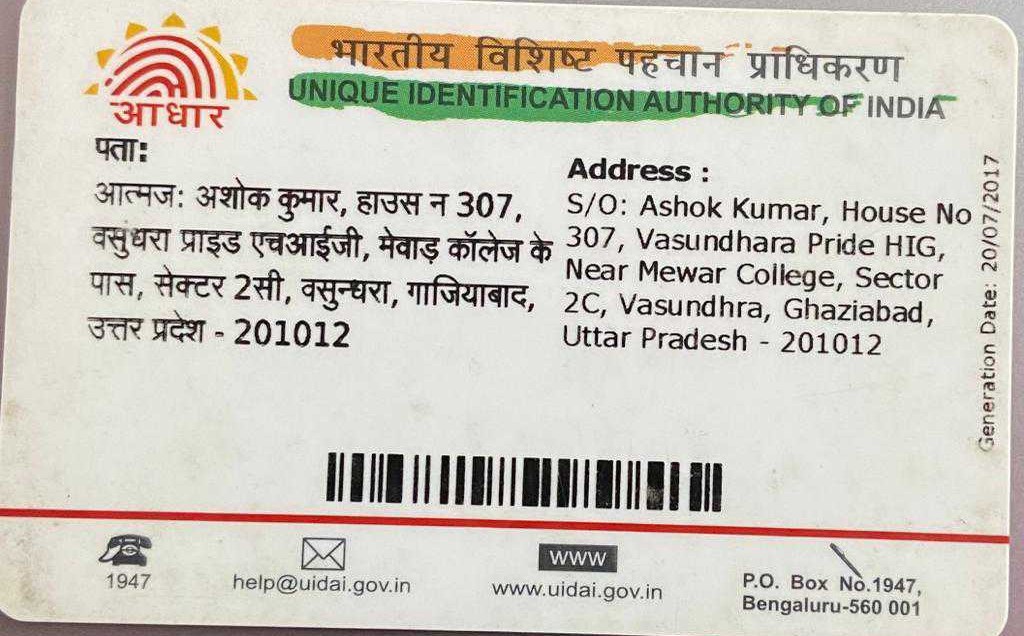 आधार
भारतीय विशिष्ट पहचान प्राधिकरण
UNIQUE IDENTIFICATION AUTHORITY OF INDIA
पता:
आत्मज: अशोक कुमार, हाउस न 307,
वसुधरा प्राइड एचआईजी, मेवाड़ कॉलेज के
पास, सेक्टर 2सी, वसुन्धरा, गाजियाबाद,
उत्तर प्रदेश - 201012
Address :
S/O: Ashok Kumar, House No
307, Vasundhara Pride HIG,
Near Mewar College, Sector
2C, Vasundhra, Ghaziabad,
Uttar Pradesh - 201012
Generation Date: 20/07/2017
1947
help@uidai.gov.in
WWW
www.uidai.gov.in
P.O. Box No.1947,
Bengaluru-560 001